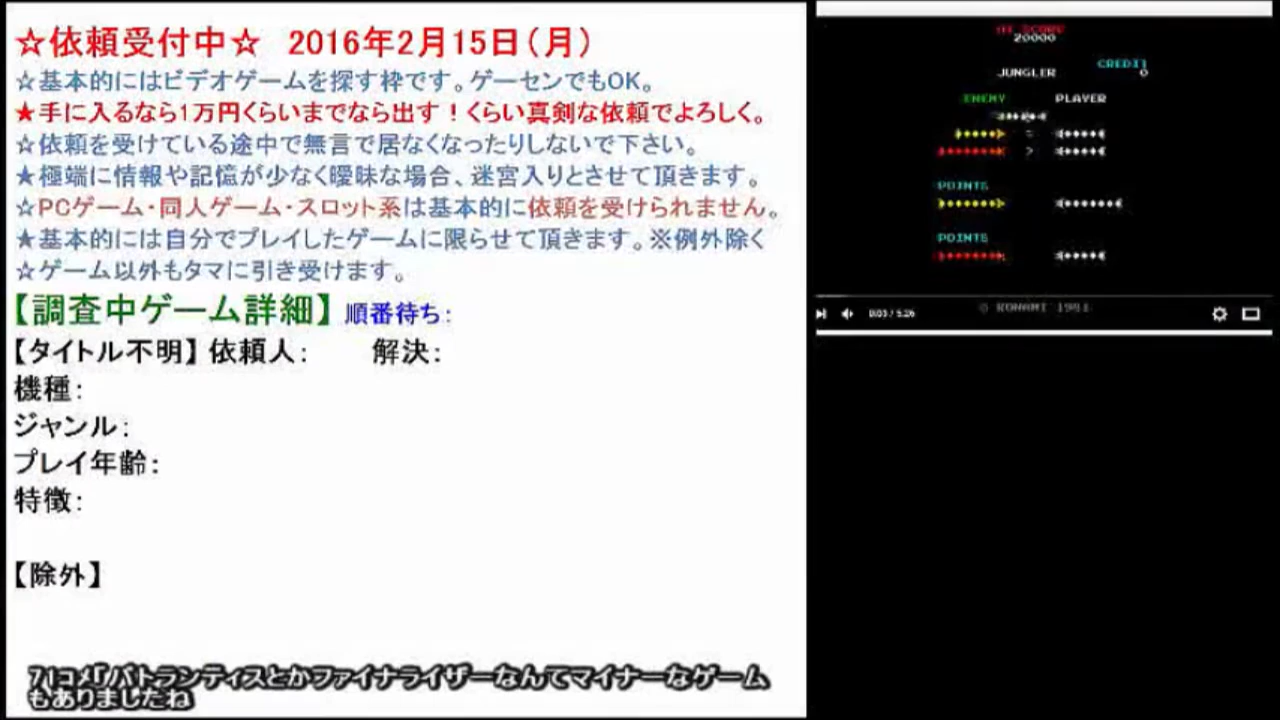 ☆依頼受付中☆ 2016年2月15日(月)
☆基本的にはビデオゲームを探す枠です。ゲーセンでもOK。
★手に入るなら1万円くらいまでなら出す!くらい真剣な依頼でよろしく。
☆依頼を受けている途中で無言で居なくなったりしないで下さい。
★極端に情報や記憶が少なく曖昧な場合、迷宮入りとさせて頂きます。
☆PCゲーム・同人ゲーム・スロット系は基本的に依頼を受けられません。
★基本的には自分でプレイしたゲームに限らせて頂きます。※例外除く
☆ゲーム以外もタマに引き受けます。
【調査中ゲーム詳細】 順番待ち:
【タイトル不明】 依頼人: 解決:
機種:
ジャンル:
プレイ年齢:
特徴:
【除外】
71コメ「バトランティスとかファイナライザーなんてマイナーなゲーム
もありましたね
HI SCORE
20000
CREDIT
0
JUNGLER
ENEMY PLAYER
=
>
POINTS
POINTS
© KONAMI 1981
0:03 / 5:26